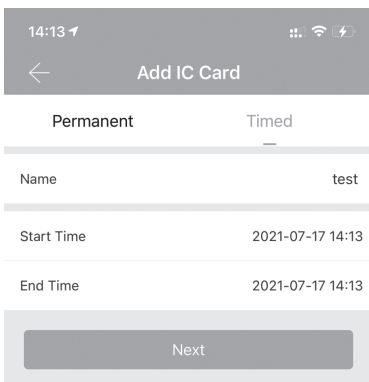 14:13
Add IC Card
Permanent Timed
Name test
Start Time 2021-07-17 14:13
End Time 2021-07-17 14:13
Next